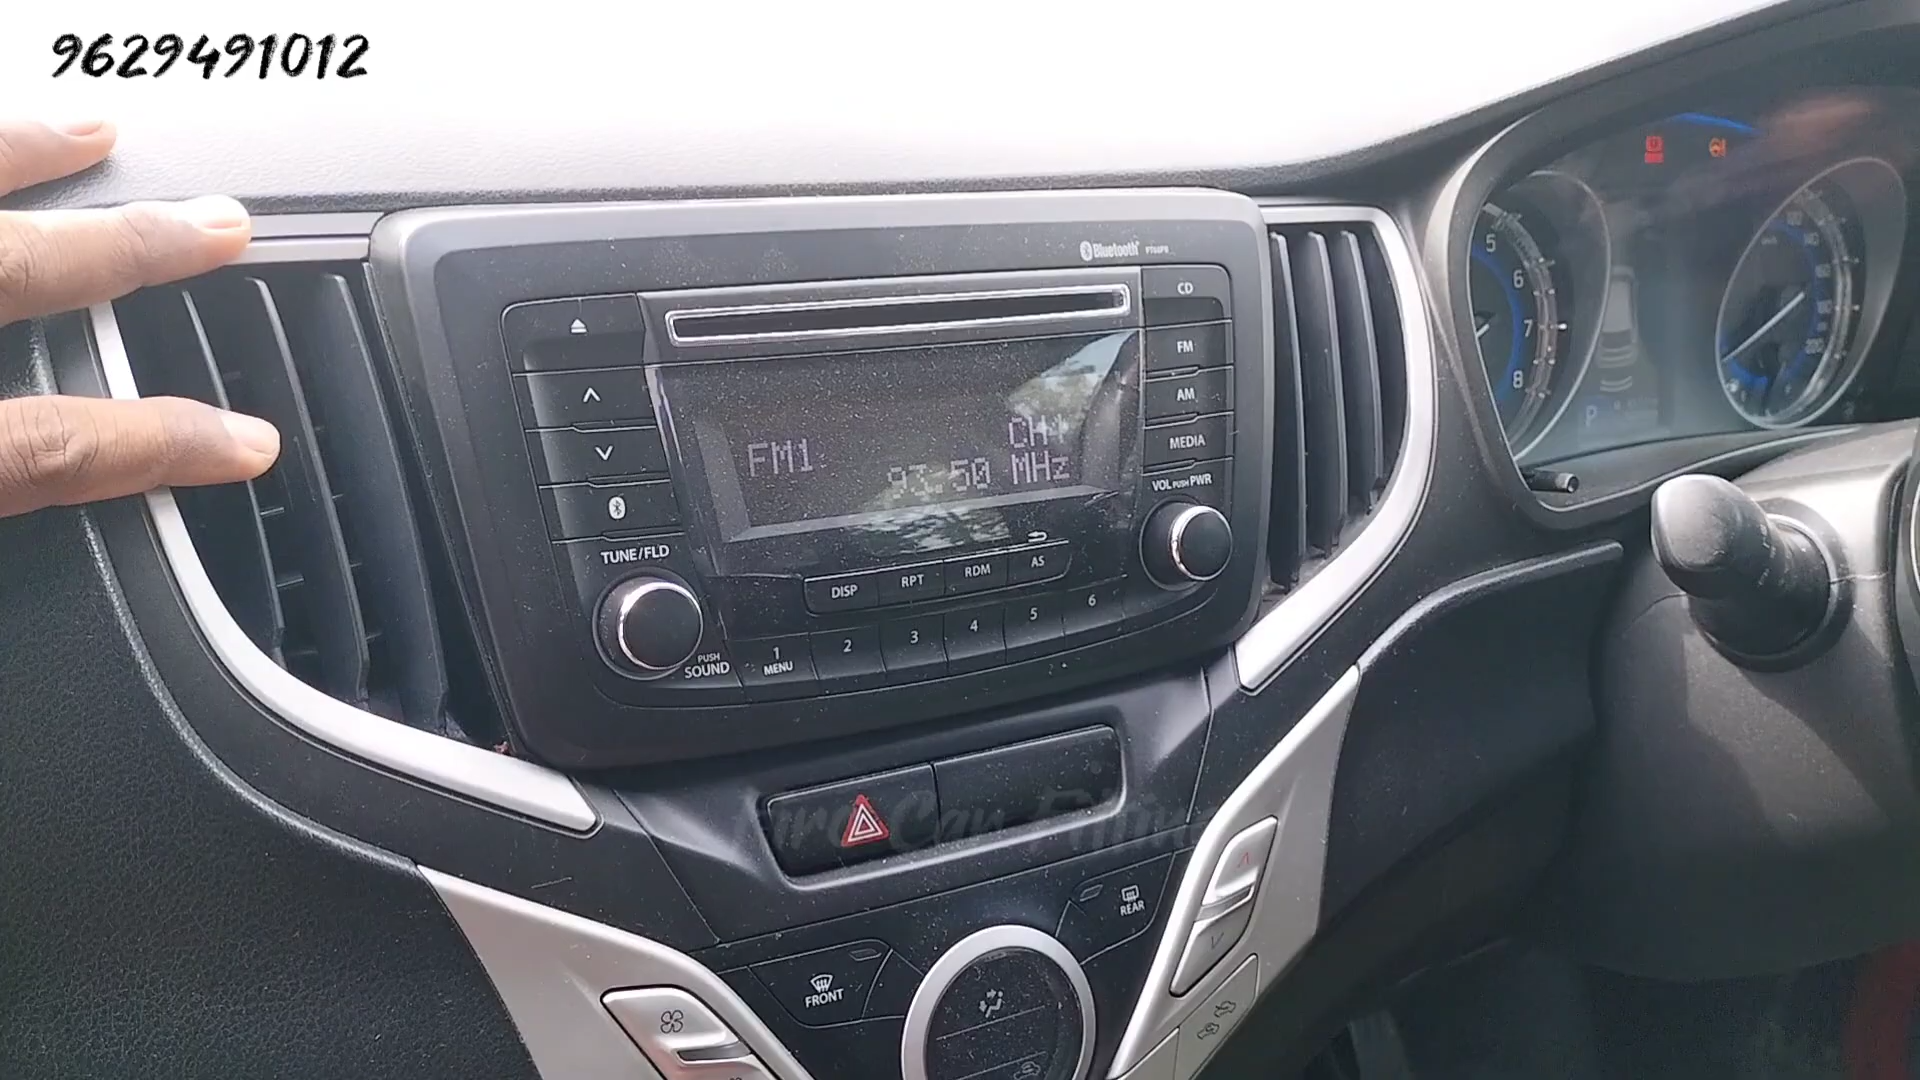 9629491012
Bluetooth
CD
FM
AM
MEDIA
VOL PUSH PWR
FM1
CH4
93.50 MHz
TUNE/FLD
DISP
RPT
RDM
AS
PUSH
SOUND
1
MENU
2
3
4
5
6
REAR
FRONT
5
6
7
8
P